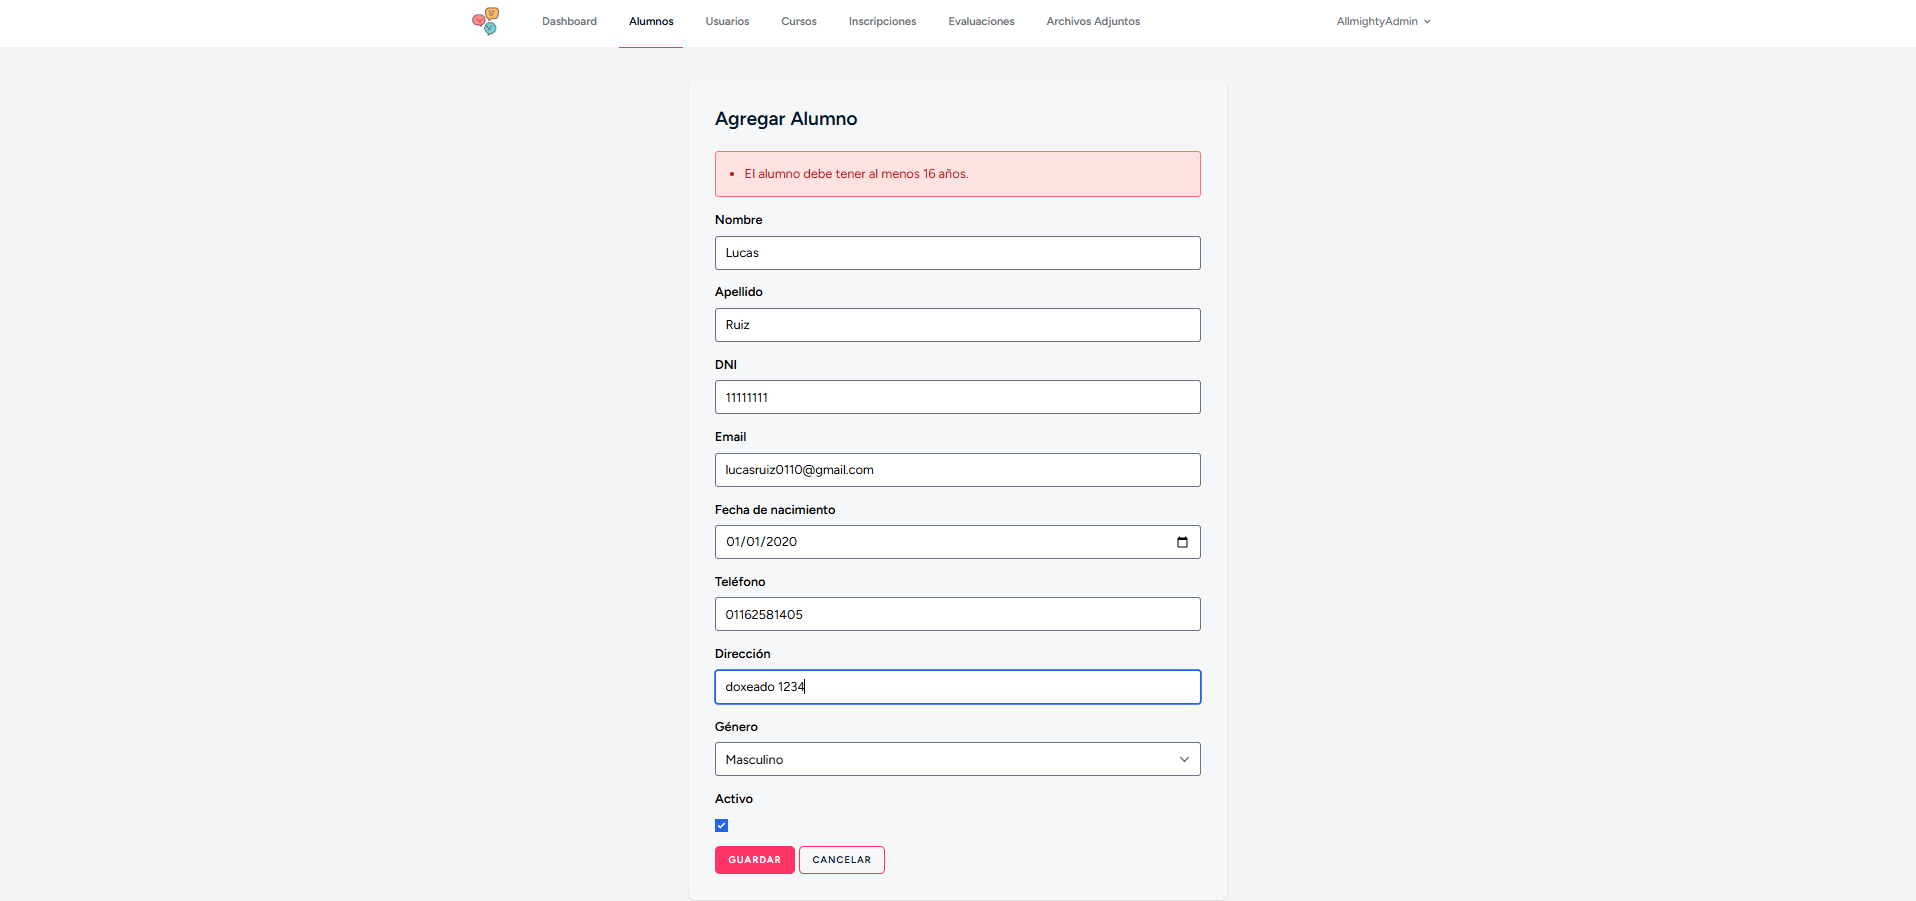 Dashboard Alumnos Usuarios Cursos Inscripciones Evaluaciones Archivos Adjuntos AllmightyAdmin
Agregar Alumno
• El alumno debe tener al menos 16 años.
Nombre
Lucas
Apellido
Ruiz
DNI
11111111
Email
lucasruiz0110@gmail.com
Fecha de nacimiento
01/01/2020
Teléfono
01162581405
Dirección
doxeado 1234
Género
Masculino
Activo
GUARDAR CANCELAR